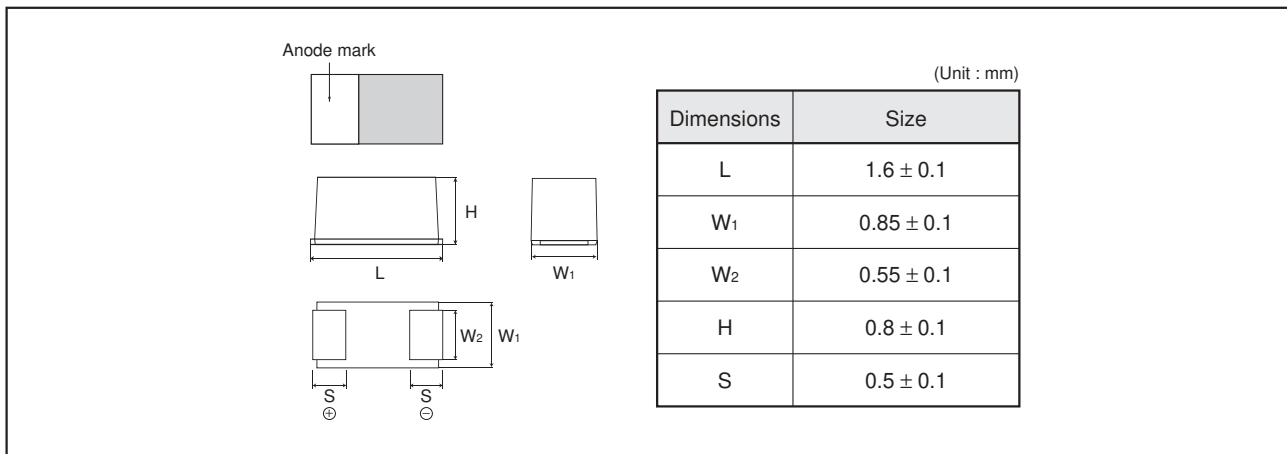 Anode mark
H
L
W1
W2
W1
S
S
⊕
⊖
(Unit : mm)
Dimensions Size
L 1.6 ± 0.1
W1 0.85 ± 0.1
W2 0.55 ± 0.1
H 0.8 ± 0.1
S 0.5 ± 0.1